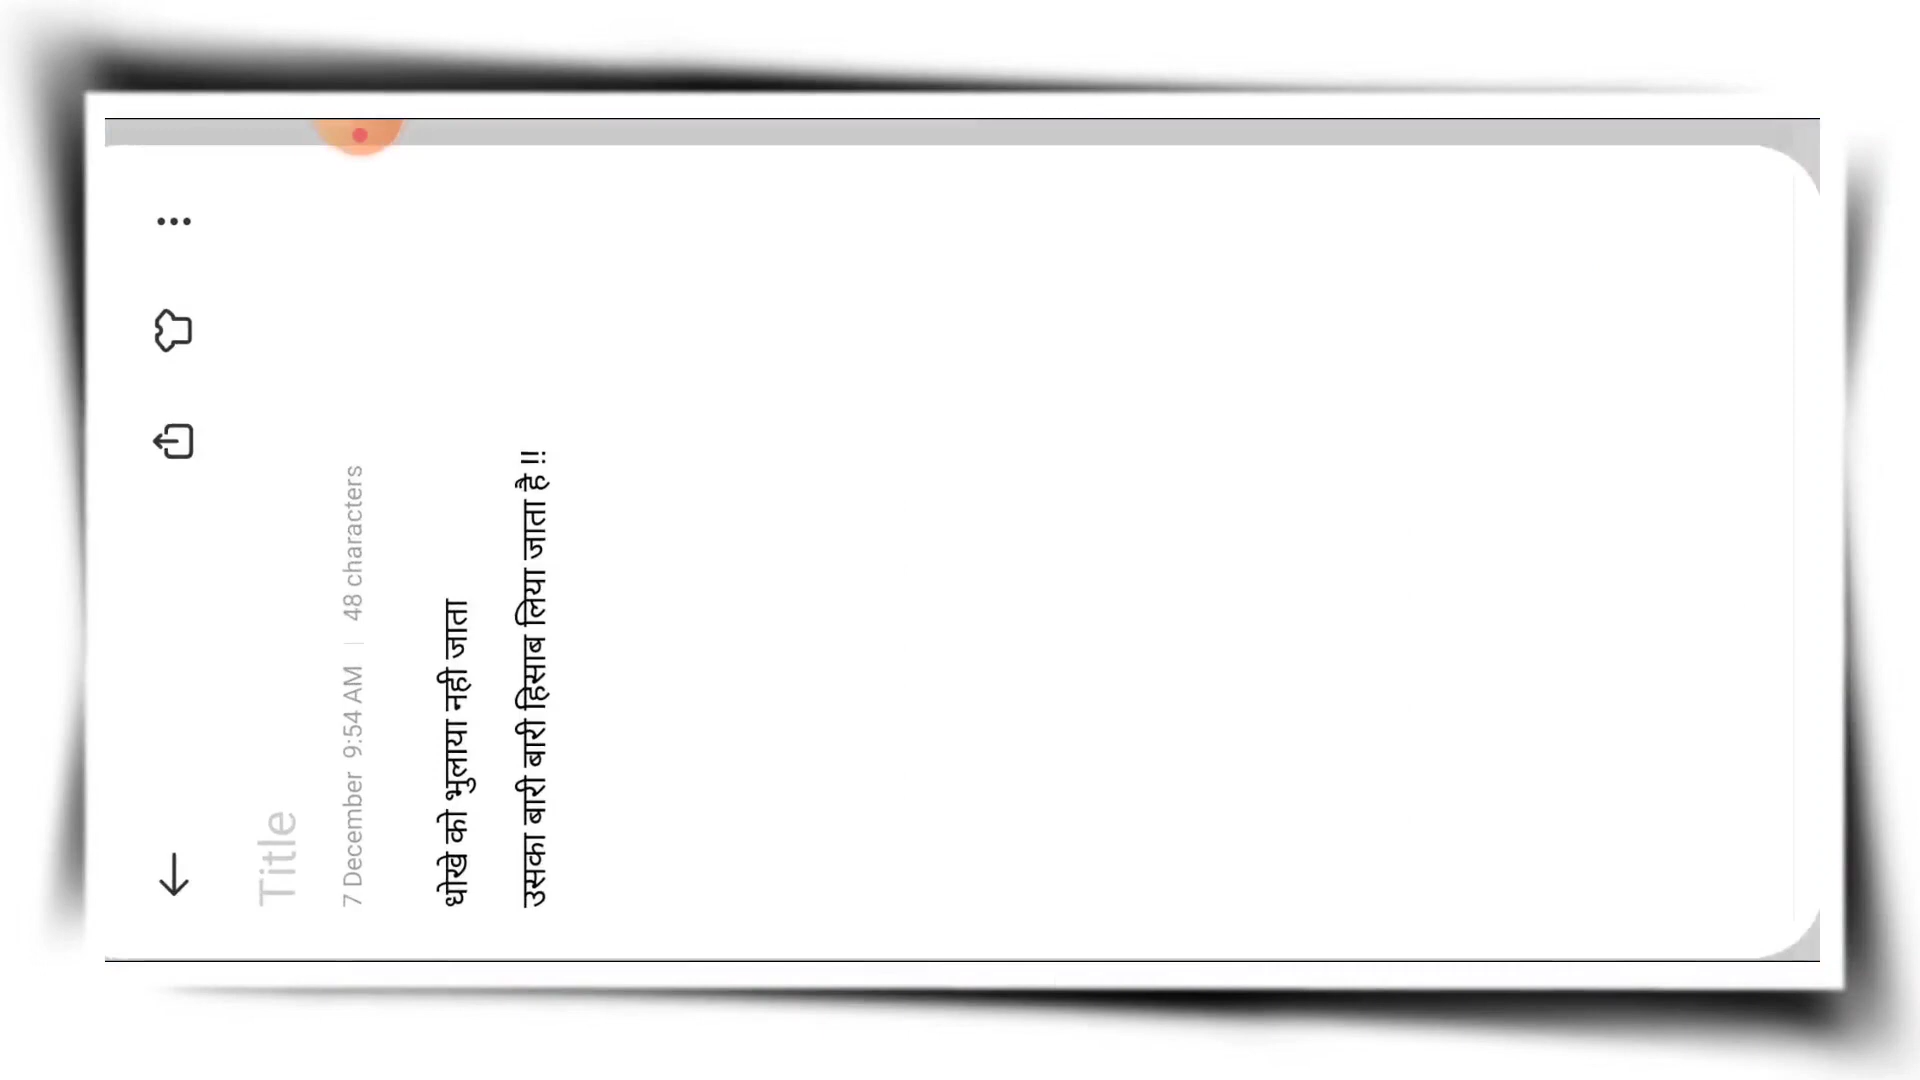 Title
7 December 9:54 AM | 48 characters
धोखे को भुलाया नही जाता
उसका बारी बारी हिसाब लिया जाता है !!